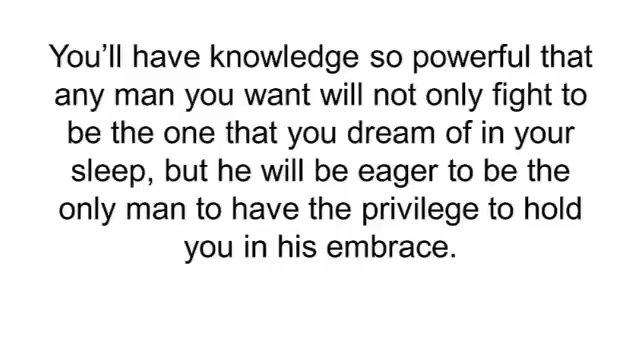 You’ll have knowledge so powerful that
any man you want will not only fight to
be the one that you dream of in your
sleep, but he will be eager to be the
only man to have the privilege to hold
you in his embrace.